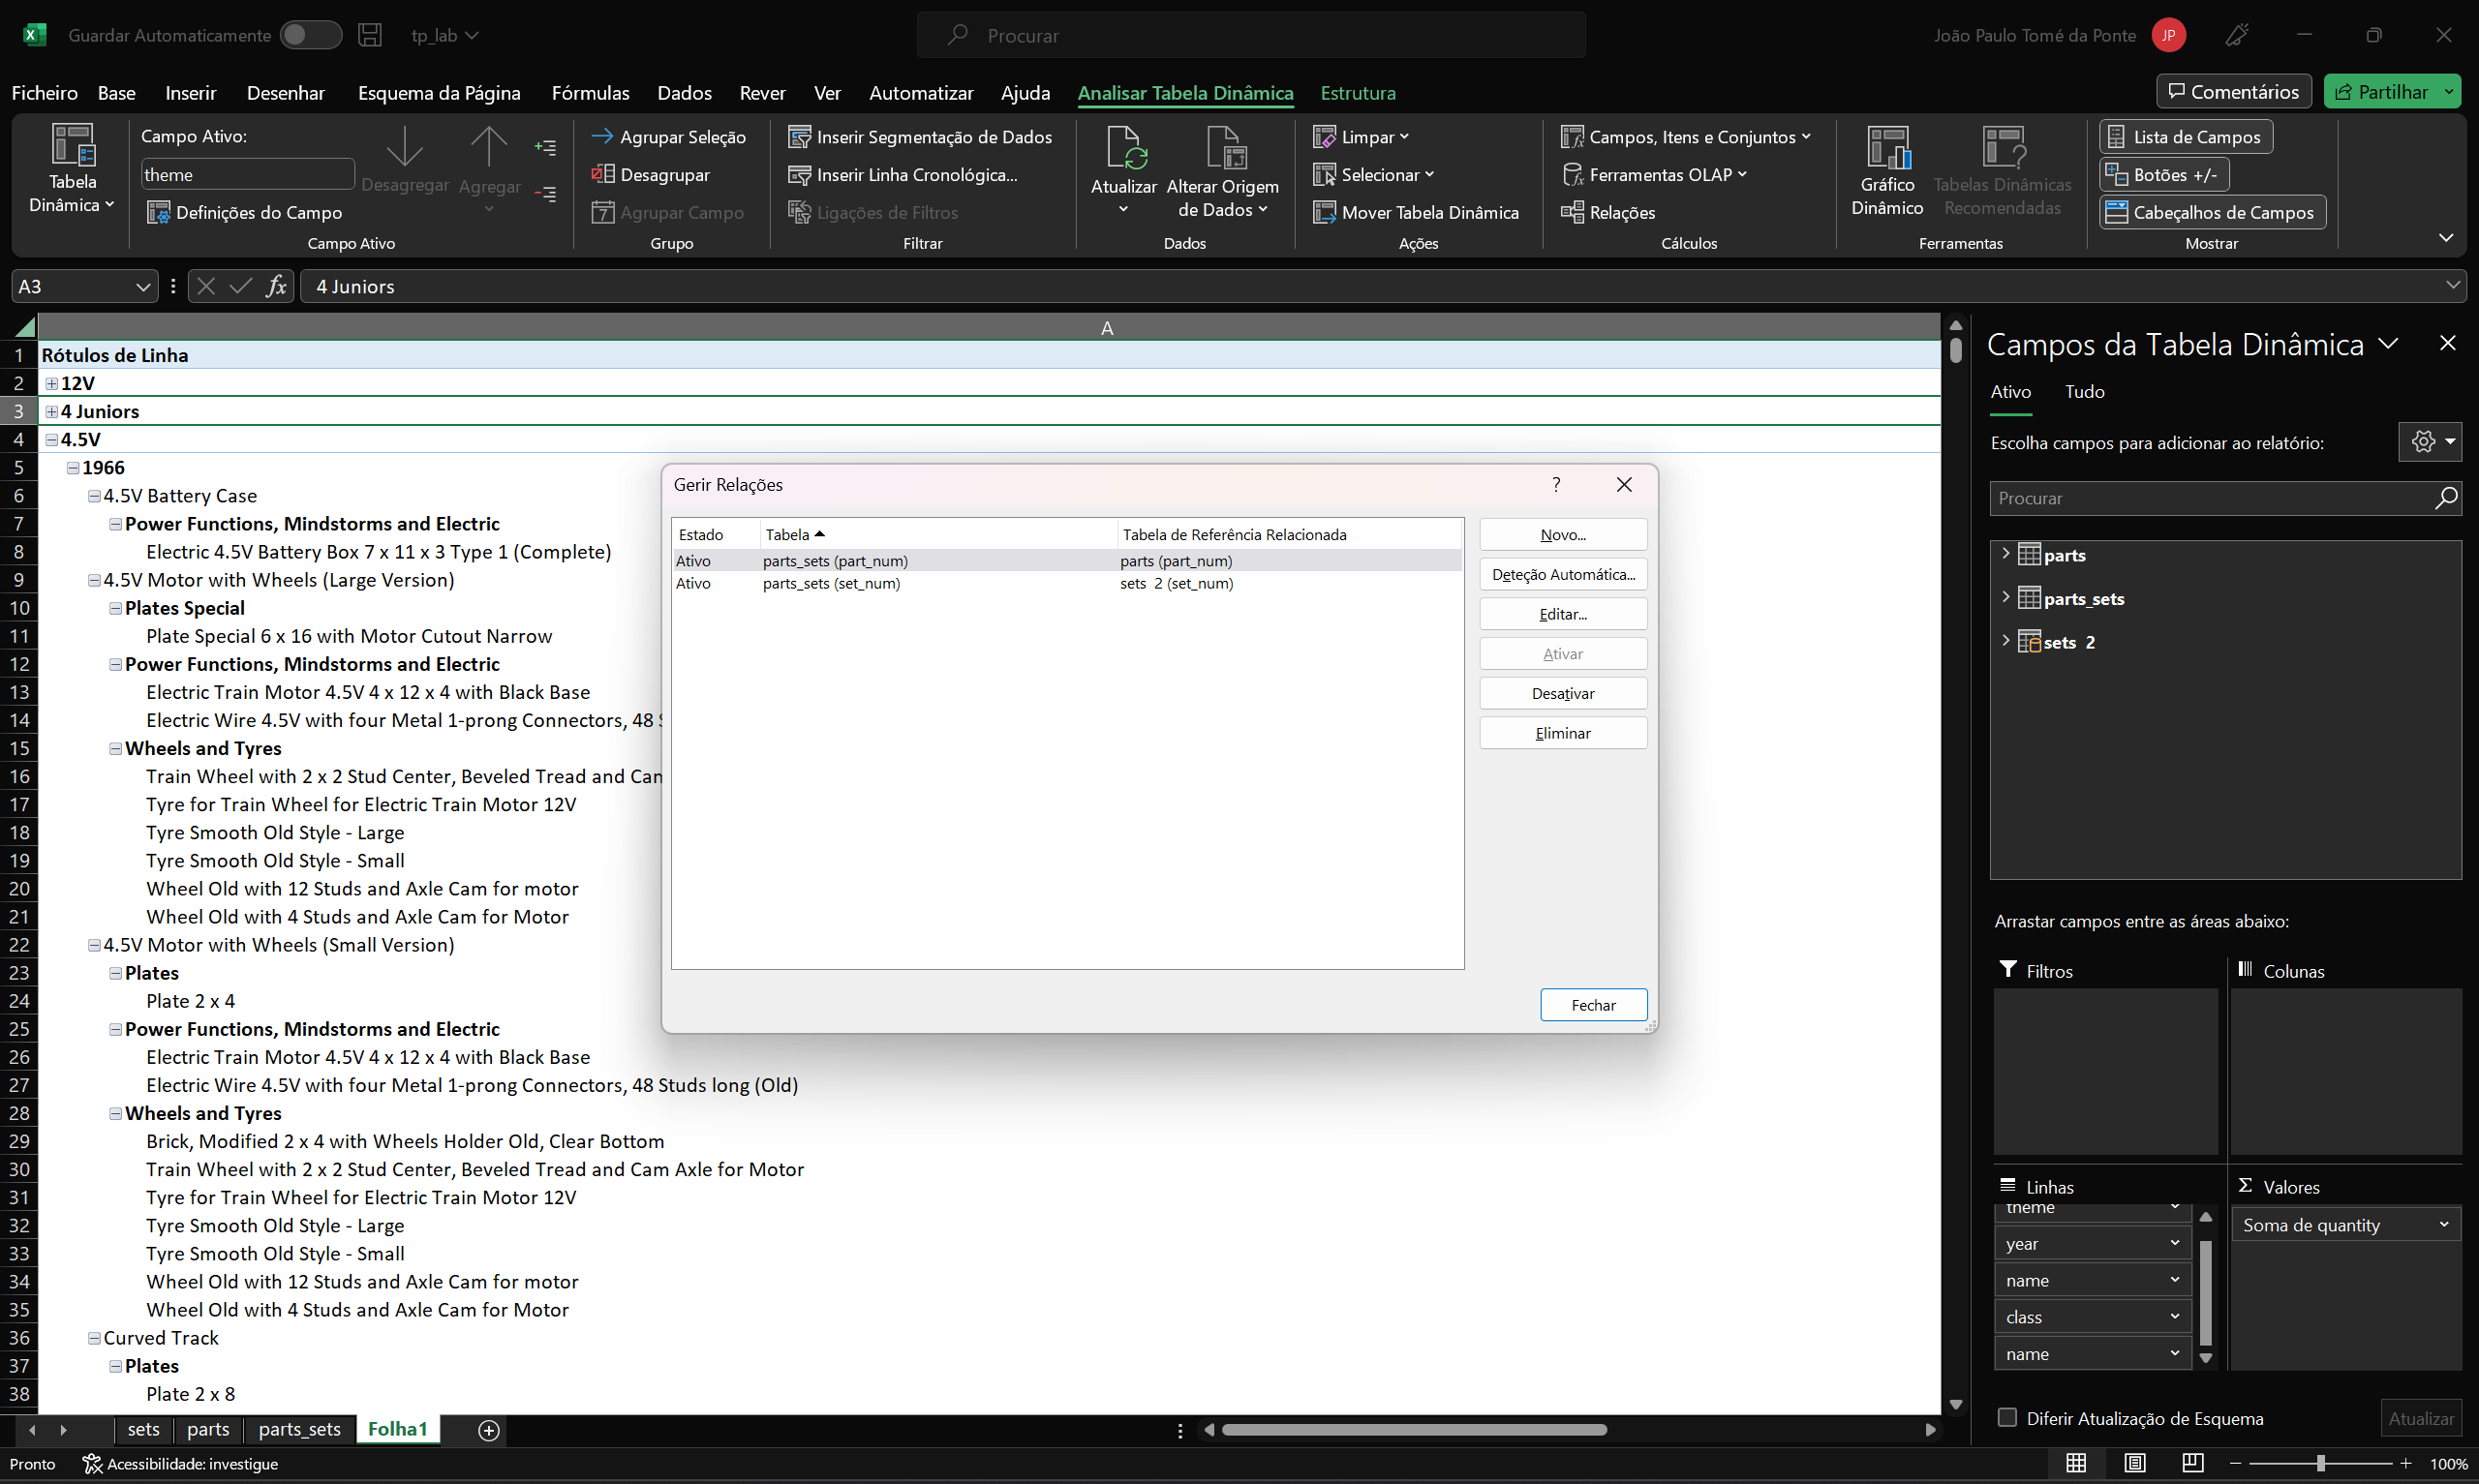 Guardar Automaticamente
tp_lab
Procurar
João Paulo Tomé da Ponte
JP
Ficheiro Base Inserir Desenhar Esquema da Página Fórmulas Dados Rever Ver Automatizar Ajuda Analisar Tabela Dinâmica Estrutura
Comentários
Partilhar
Tabela
Dinâmica
Campo Ativo:
theme
Definições do Campo
Desagregar
Agregar
Campo Ativo
Agrupar Seleção
Desagrupar
Agrupar Campo
Grupo
Inserir Segmentação de Dados
Inserir Linha Cronológica...
Ligações de Filtros
Filtrar
Atualizar
Alterar Origem
de Dados
Dados
Limpar
Selecionar
Mover Tabela Dinâmica
Ações
Campos, Itens e Conjuntos
Ferramentas OLAP
Relações
Cálculos
Gráfico
Dinâmico
Tabelas Dinâmicas
Recomendadas
Ferramentas
Lista de Campos
Botões +/-
Cabeçalhos de Campos
Mostrar
A3
fx
4 Juniors
A
1 Rótulos de Linha
2 12V
3 4 Juniors
4 4.5V
5 1966
6 4.5V Battery Case
7 Power Functions, Mindstorms and Electric
8 Electric 4.5V Battery Box 7 x 11 x 3 Type 1 (Complete)
9 4.5V Motor with Wheels (Large Version)
10 Plates Special
11 Plate Special 6 x 16 with Motor Cutout Narrow
12 Power Functions, Mindstorms and Electric
13 Electric Train Motor 4.5V 4 x 12 x 4 with Black Base
14 Electric Wire 4.5V with four Metal 1-prong Connectors, 48
15 Wheels and Tyres
16 Train Wheel with 2 x 2 Stud Center, Beveled Tread and
17 Tyre for Train Wheel for Electric Train Motor 12V
18 Tyre Smooth Old Style - Large
19 Tyre Smooth Old Style - Small
20 Wheel Old with 12 Studs and Axle Cam for motor
21 Wheel Old with 4 Studs and Axle Cam for Motor
22 4.5V Motor with Wheels (Small Version)
23 Plates
24 Plate 2 x 4
25 Power Functions, Mindstorms and Electric
26 Electric Train Motor 4.5V 4 x 12 x 4 with Black Base
27 Electric Wire 4.5V with four Metal 1-prong Connectors, 48 Studs long (Old)
28 Wheels and Tyres
29 Brick, Modified 2 x 4 with Wheels Holder Old, Clear Bottom
30 Train Wheel with 2 x 2 Stud Center, Beveled Tread and Cam Axle for Motor
31 Tyre for Train Wheel for Electric Train Motor 12V
32 Tyre Smooth Old Style - Large
33 Tyre Smooth Old Style - Small
34 Wheel Old with 12 Studs and Axle Cam for motor
35 Wheel Old with 4 Studs and Axle Cam for Motor
36 Curved Track
37 Plates
38 Plate 2 x 8
Gerir Relações
?
Estado Tabela Tabela de Referência Relacionada
Ativo parts_sets (part_num) parts (part_num)
Ativo parts_sets (set_num) sets 2 (set_num)
Novo...
Deteção Automática...
Editar...
Ativar
Desativar
Eliminar
Fechar
Campos da Tabela Dinâmica
Ativo Tudo
Escolha campos para adicionar ao relatório:
Procurar
parts
parts_sets
sets 2
Arrastar campos entre as áreas abaixo:
Filtros
Colunas
Linhas
theme
year
name
class
name
Σ Valores
Soma de quantity
Diferir Atualização de Esquema
Atualizar
sets parts parts_sets Folha1
Pronto
Acessibilidade: investigue
100%